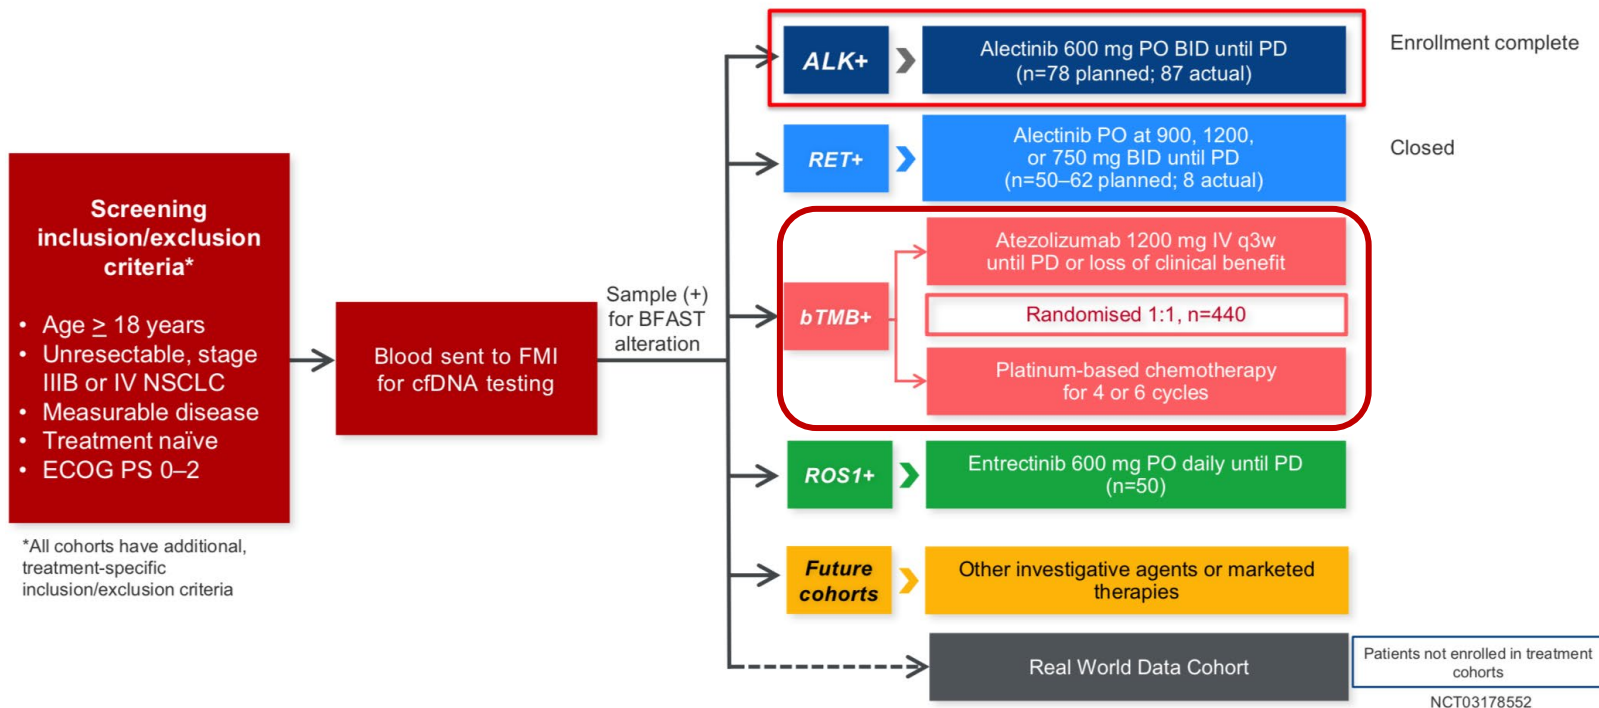 Screening
inclusion/exclusion
criteria*
• Age ≥ 18 years
• Unresectable, stage
IIIB or IV NSCLC
• Measurable disease
• Treatment naïve
• ECOG PS 0–2
*All cohorts have additional,
treatment-specific
inclusion/exclusion criteria
Blood sent to FMI
for cfDNA testing
Sample (+)
for BFAST
alteration
ALK+
Alectinib 600 mg PO BID until PD
(n=78 planned; 87 actual)
Enrollment complete
RET+
Alectinib PO at 900, 1200,
or 750 mg BID until PD
(n=50–62 planned; 8 actual)
Closed
bTMB+
Atezolizumab 1200 mg IV q3w
until PD or loss of clinical benefit
Randomised 1:1, n=440
Platinum-based chemotherapy
for 4 or 6 cycles
ROS1+
Entrectinib 600 mg PO daily until PD
(n=50)
Future
cohorts
Other investigative agents or marketed
therapies
Real World Data Cohort
Patients not enrolled in treatment
cohorts
NCT03178552